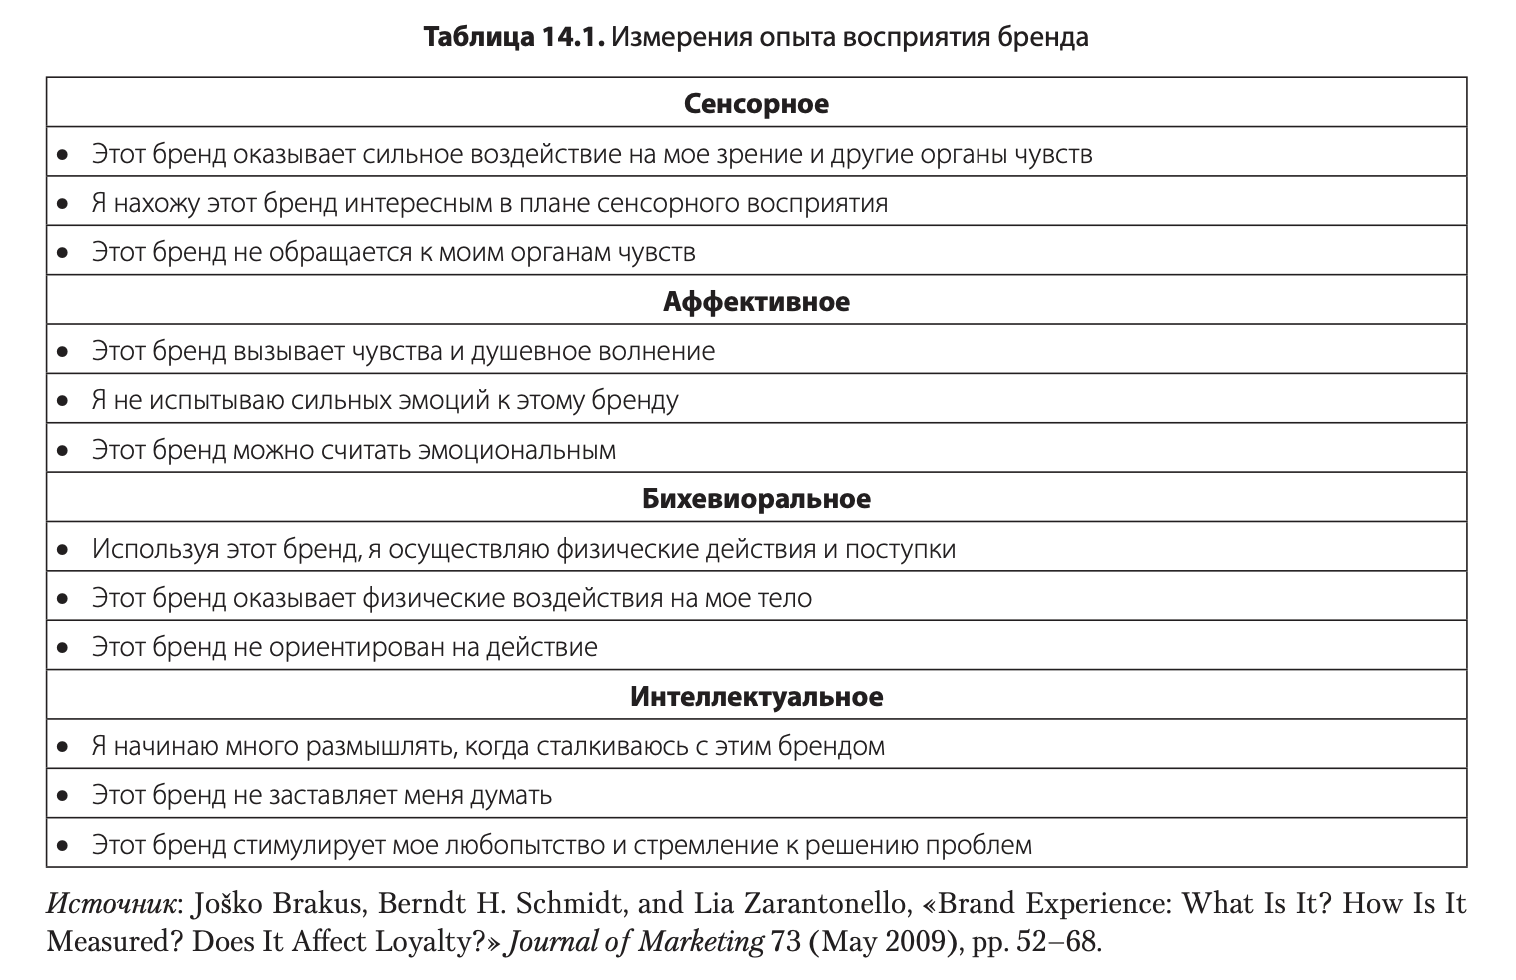 Таблица 14.1. Измерения опыта восприятия бренда
Сенсорное
• Этот бренд оказывает сильное воздействие на мое зрение и другие органы чувств
• Я нахожу этот бренд интересным в плане сенсорного восприятия
• Этот бренд не обращается к моим органам чувств
Аффективное
• Этот бренд вызывает чувства и душевное волнение
• Я не испытываю сильных эмоций к этому бренду
• Этот бренд можно считать эмоциональным
Бихевиоральное
• Используя этот бренд, я осуществляю физические действия и поступки
• Этот бренд оказывает физические воздействия на мое тело
• Этот бренд не ориентирован на действие
Интеллектуальное
• Я начинаю много размышлять, когда сталкиваюсь с этим брендом
• Этот бренд не заставляет меня думать
• Этот бренд стимулирует мое любопытство и стремление к решению проблем
Источник: Joško Brakus, Berndt H. Schmidt, and Lia Zarantonello, «Brand Experience: What Is It? How Is It
Measured? Does It Affect Loyalty?» Journal of Marketing 73 (May 2009), pp. 52–68.